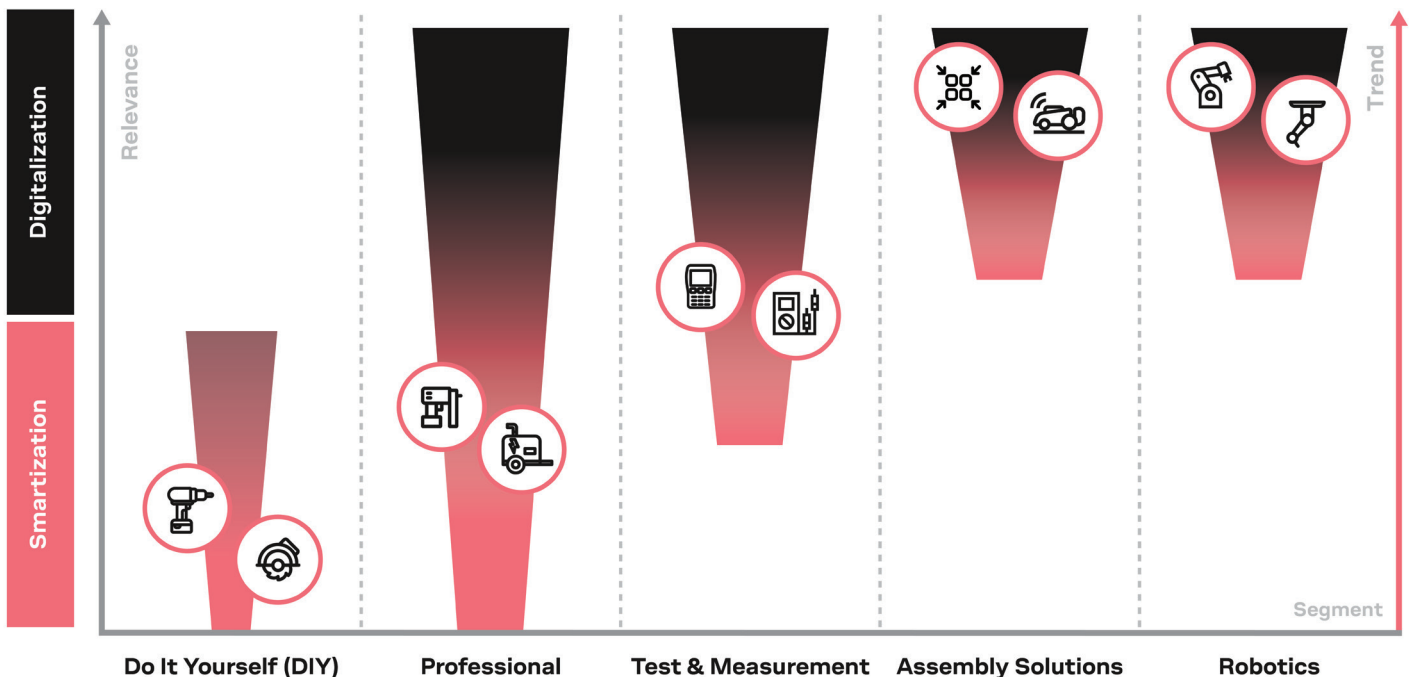 Digitalization
Smartization
Relevance
Trend
Segment
Do It Yourself (DIY)
Professional
Test & Measurement
Assembly Solutions
Robotics